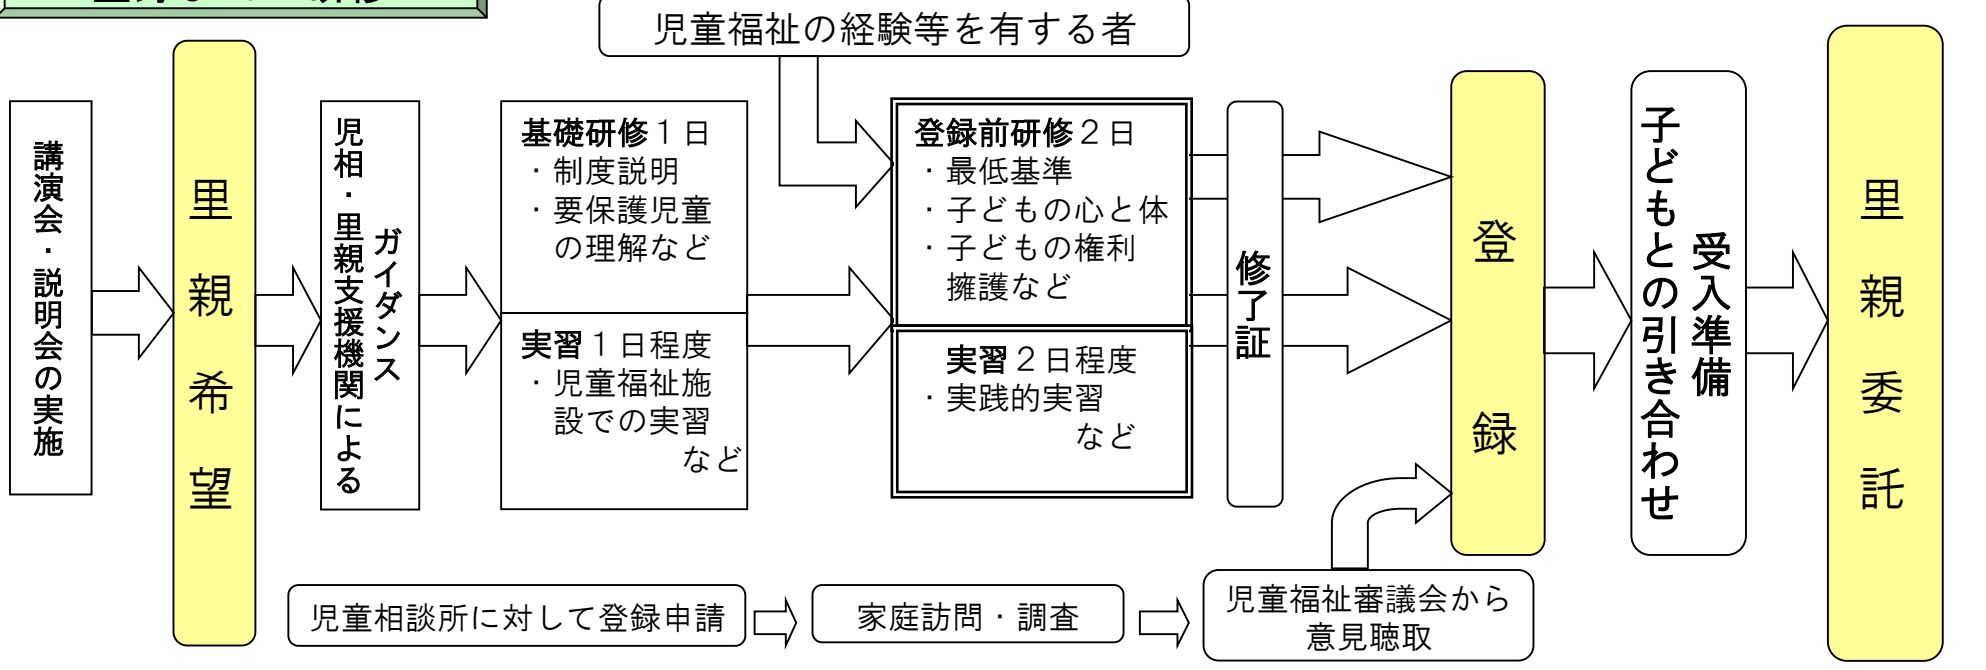 児童福祉の経験等を有する者
講演会・説明会の実施
里親希望
児相・里親支援機関による
ガイダンス
基礎研修１日
・制度説明
・要保護児童
の理解など
実習１日程度
・児童福祉施
設での実習
など
登録前研修２日
・最低基準
・子どもの心と体
・子どもの権利
擁護など
実習２日程度
・実践的実習
など
修了証
登録
子どもとの引き合わせ
受入準備
里親委託
児童相談所に対して登録申請
家庭訪問・調査
児童福祉審議会から
意見聴取